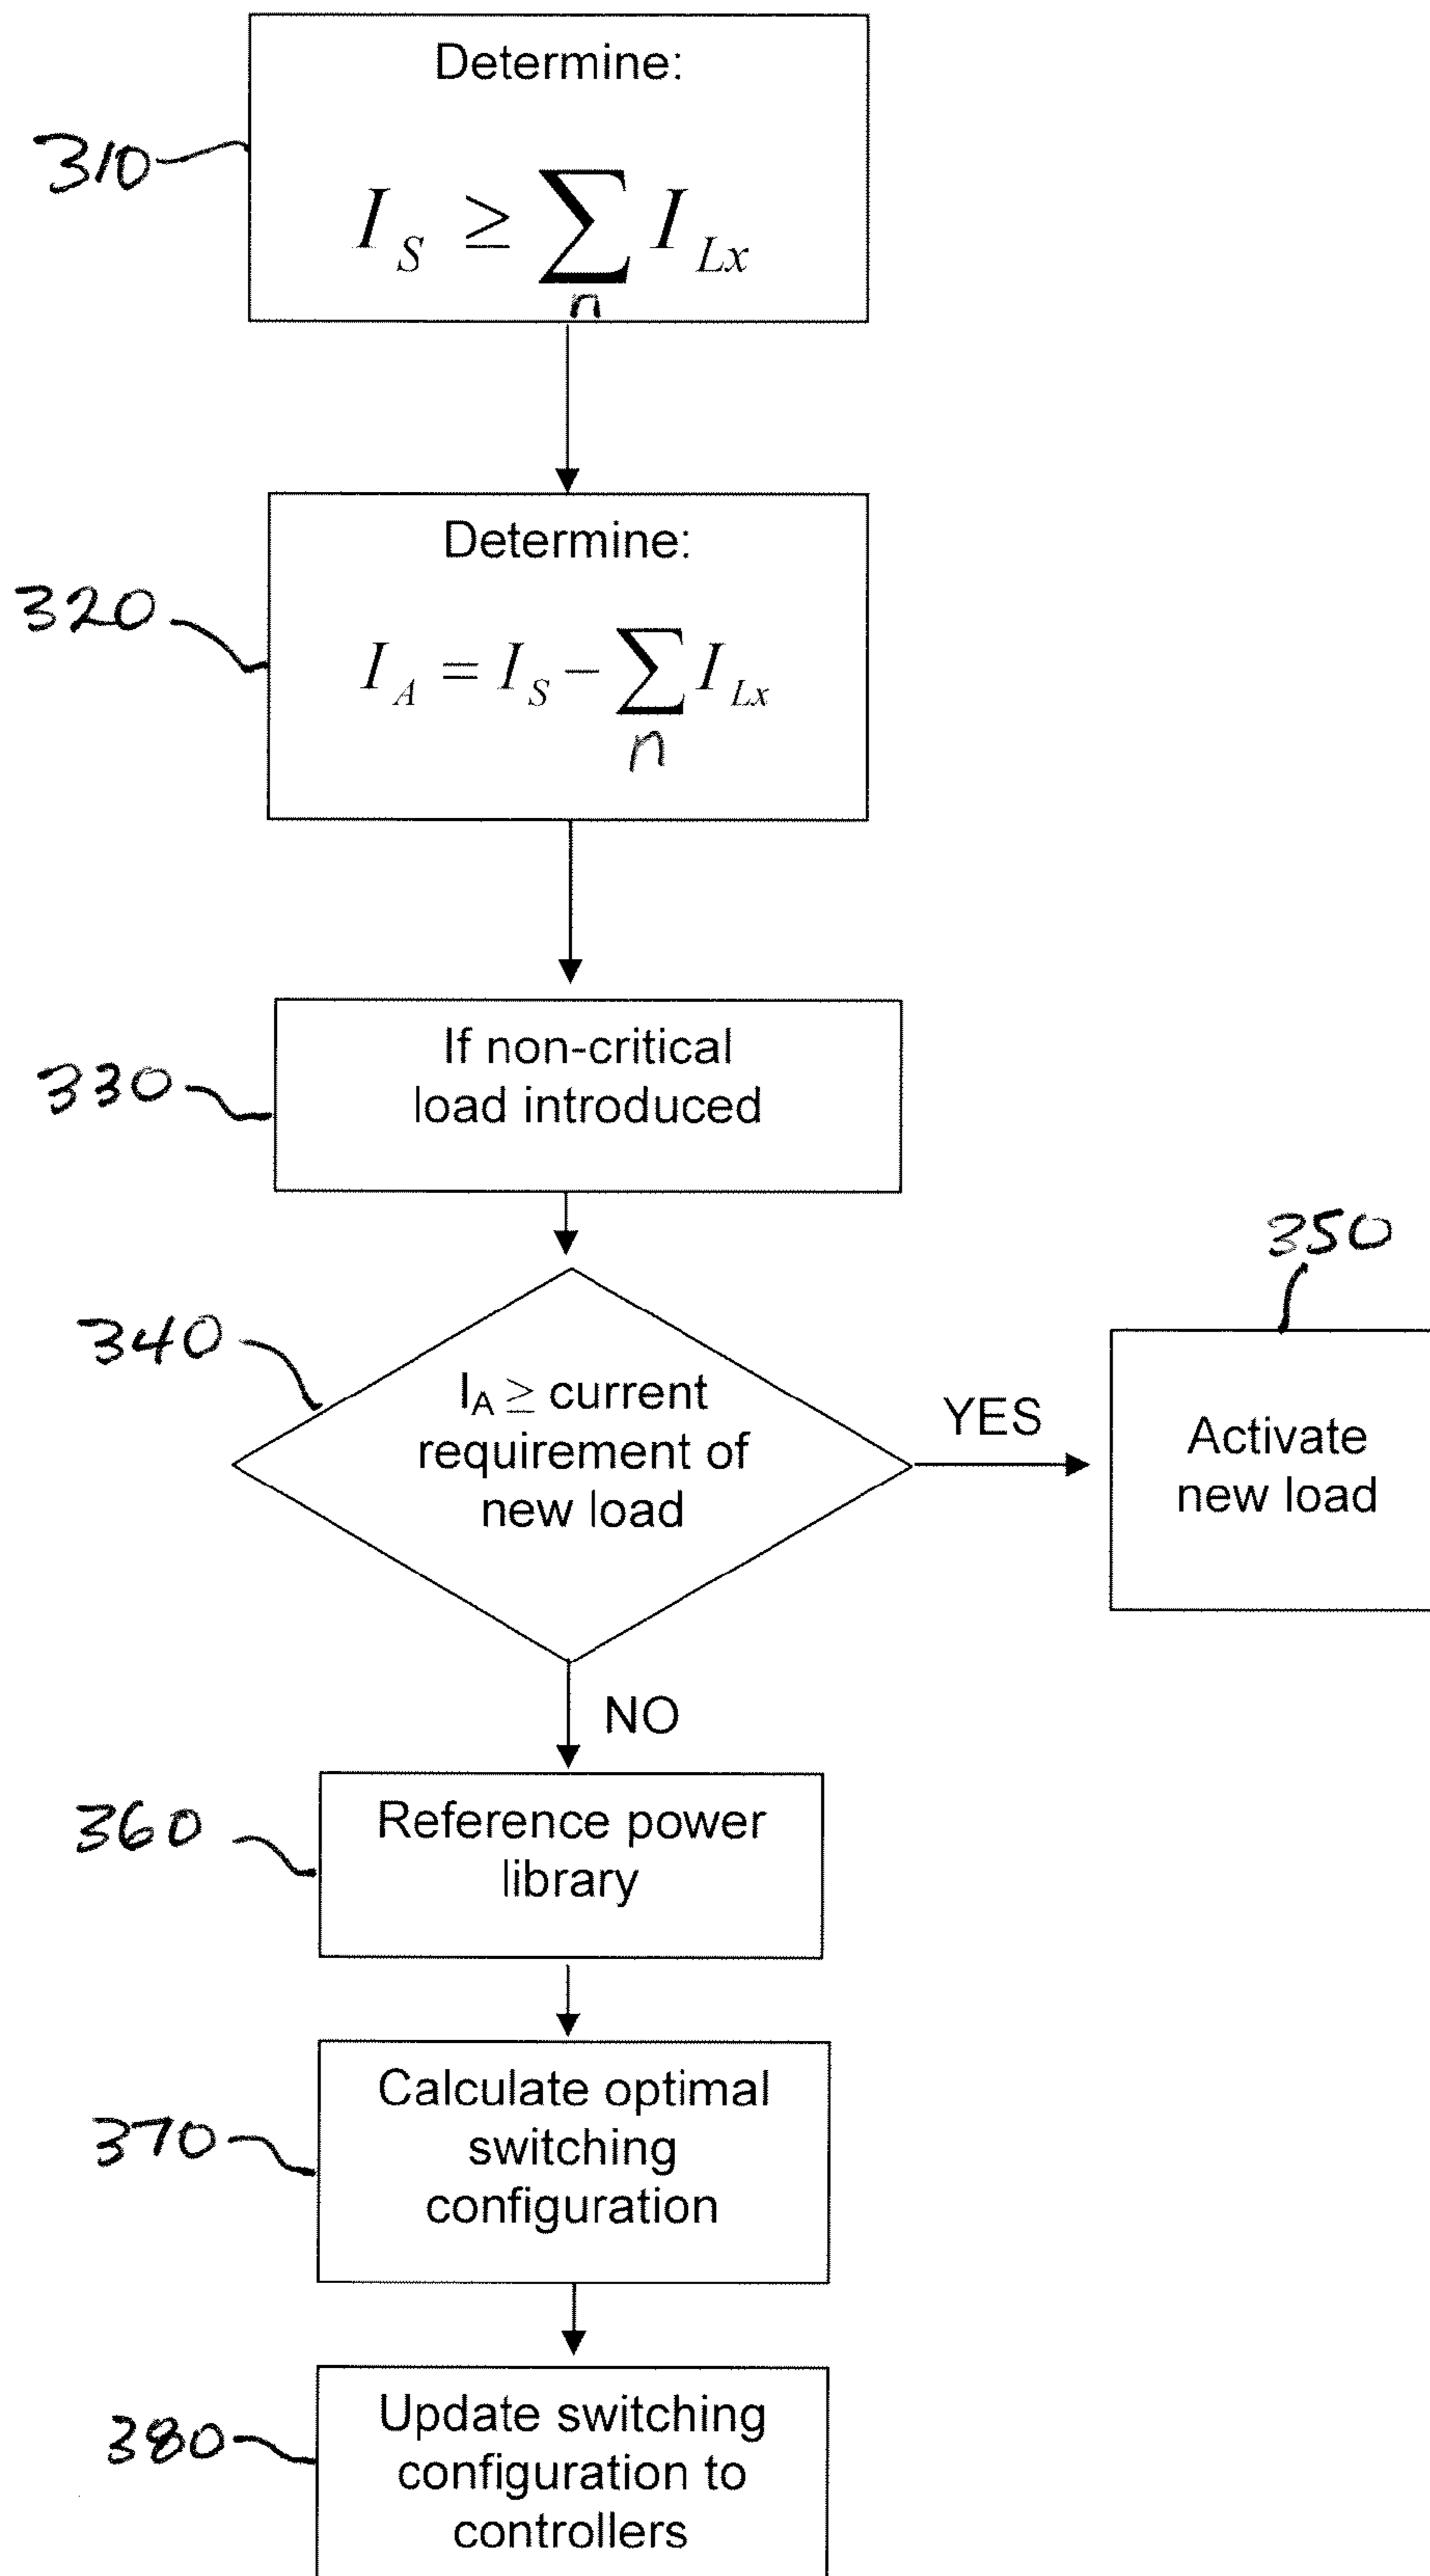 Determine:
310
I_S ≥ ∑_n I_Lx
Determine:
320
I_A = I_S − ∑_n I_Lx
If non-critical
load introduced
330
350
340
I_A ≥ current
requirement of
new load
YES
Activate
new load
NO
360
Reference power
library
Calculate optimal
switching
configuration
370
Update switching
configuration to
controllers
380